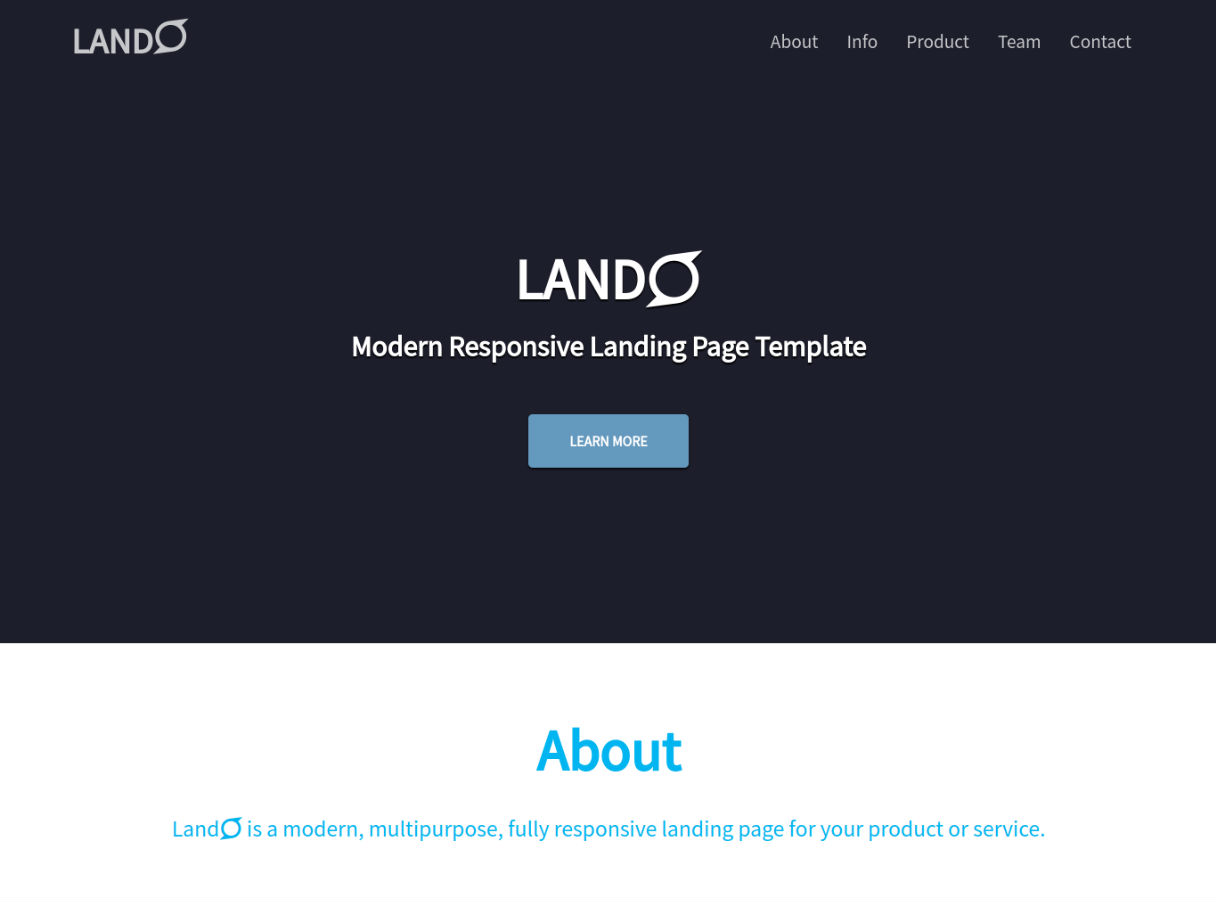 LANDO
About Info Product Team Contact
LANDO
Modern Responsive Landing Page Template
LEARN MORE
About
LandO is a modern, multipurpose, fully responsive landing page for your product or service.